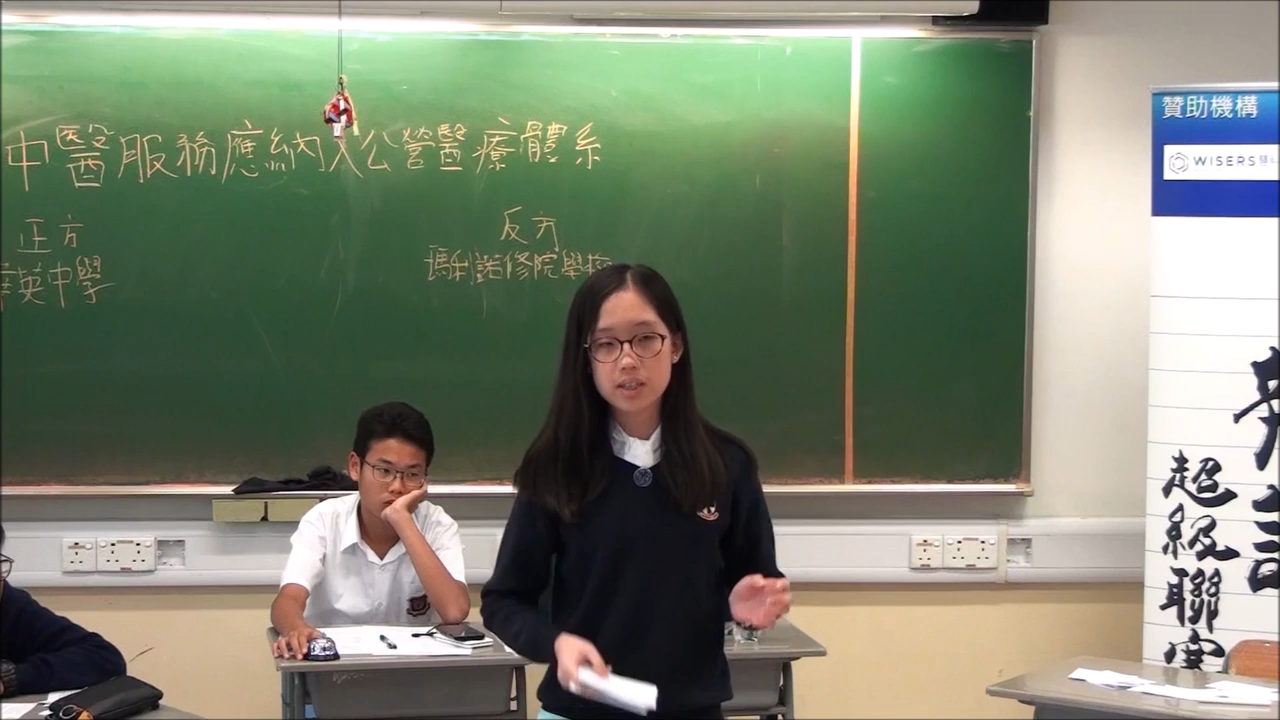 中醫服務應納入公營醫療體系
正方
反方
英中學
瑪利諾修院學校
贊助機構
WISERS
超級聯賽